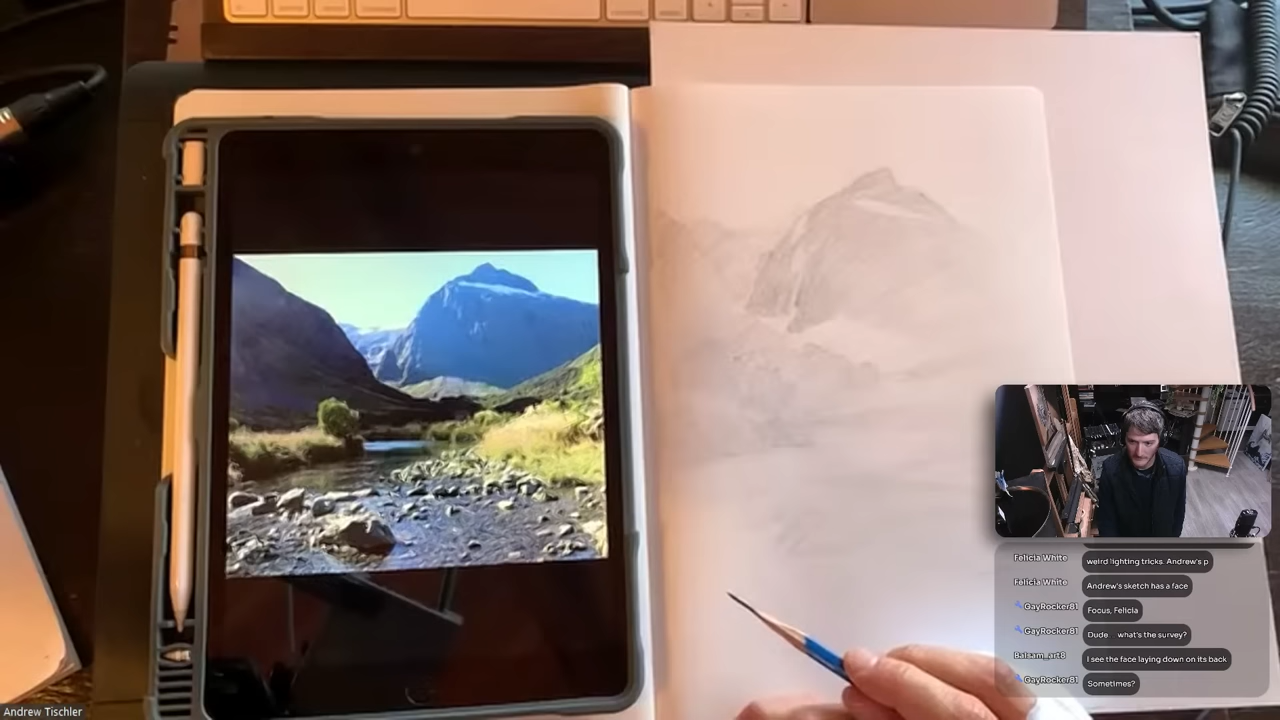 Felicia White weird lighting tricks. Andrew's p
Felicia White Andrew's sketch has a face
GayRocker81 Focus, Felicia
GayRocker81 Dude... what's the survey?
Balsam_art8 I see the face laying down on its back
GayRocker81 Sometimes?
Andrew Tischler